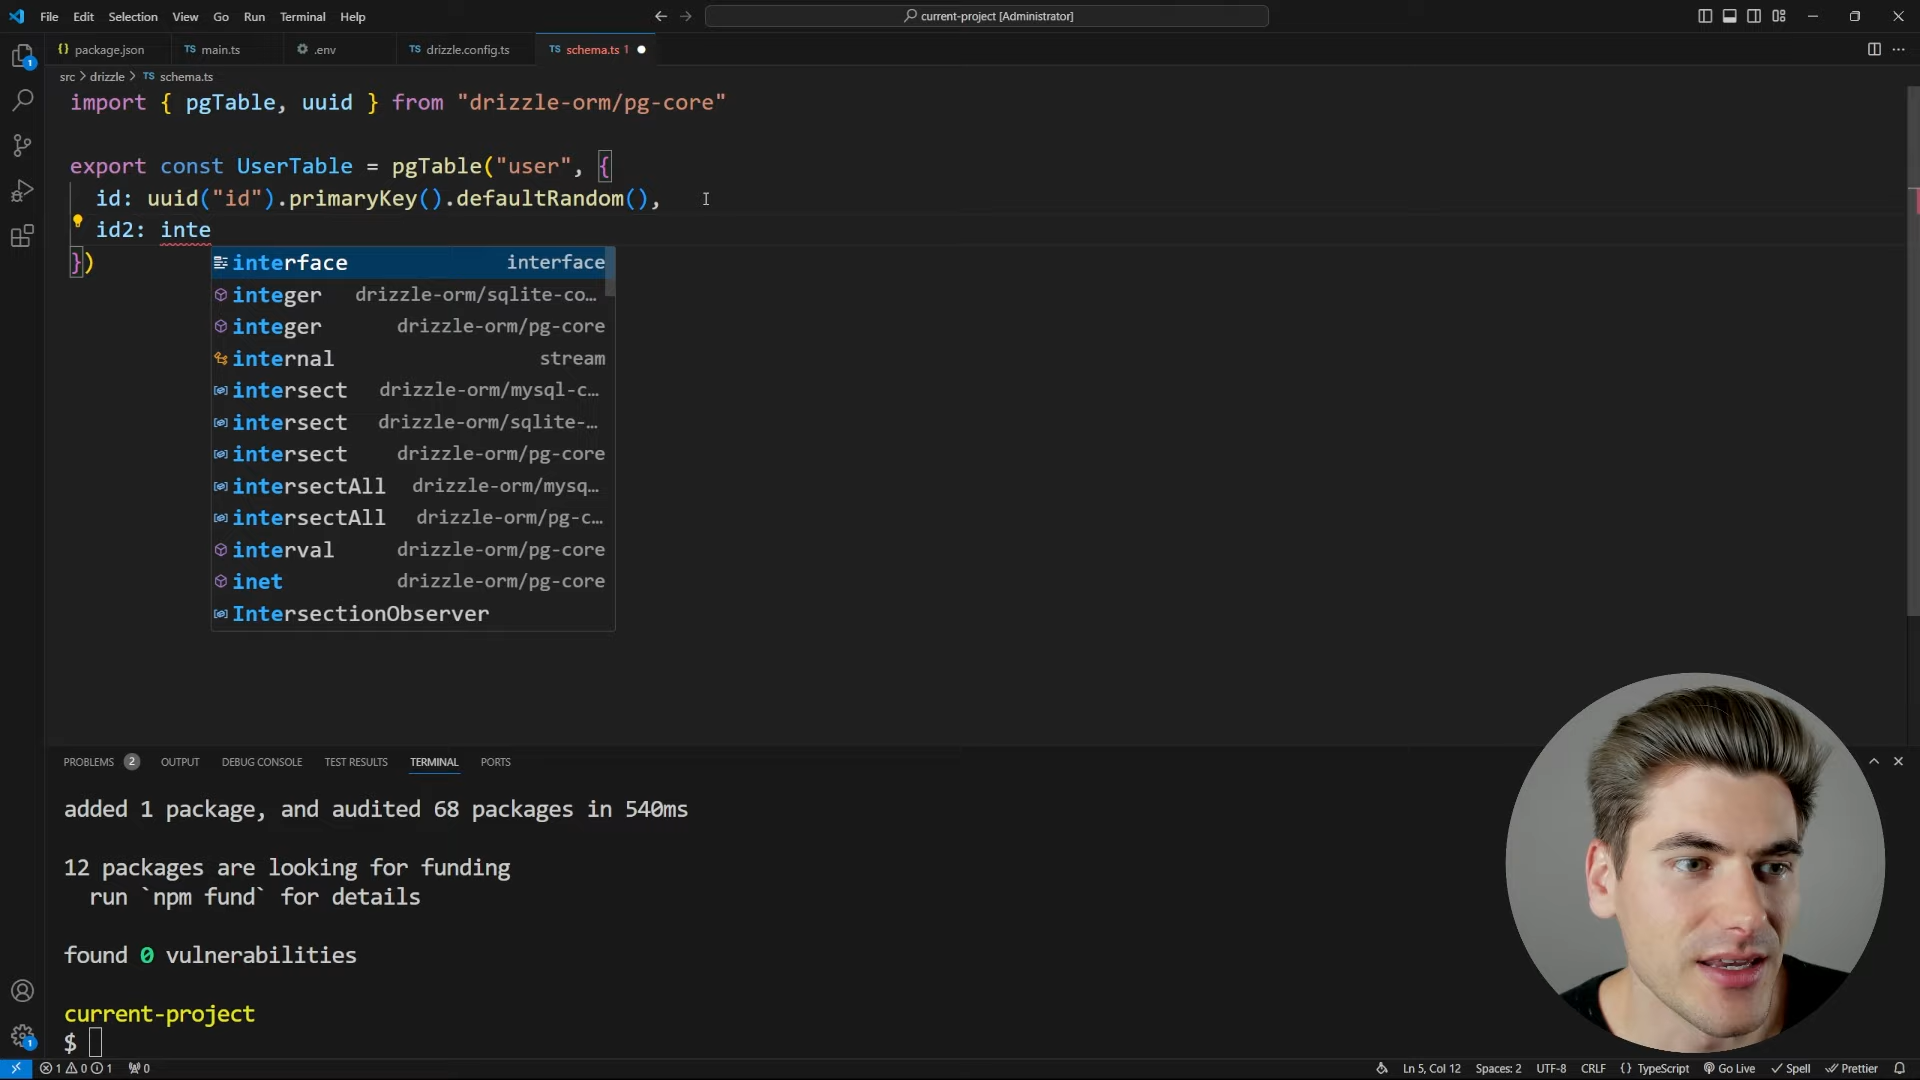 File Edit Selection View Go Run Terminal Help
current-project [Administrator]
package.json main.ts .env drizzle.config.ts schema.ts 1
src > drizzle > TS schema.ts
import { pgTable, uuid } from "drizzle-orm/pg-core"
export const UserTable = pgTable("user", {
id: uuid("id").primaryKey().defaultRandom(),
id2: inte
})
interface interface
integer drizzle-orm/sqlite-co…
integer drizzle-orm/pg-core
internal stream
intersect drizzle-orm/mysql-c…
intersect drizzle-orm/sqlite-…
intersect drizzle-orm/pg-core
intersectAll drizzle-orm/mysq…
intersectAll drizzle-orm/pg-c…
interval drizzle-orm/pg-core
inet drizzle-orm/pg-core
IntersectionObserver
PROBLEMS 2 OUTPUT DEBUG CONSOLE TEST RESULTS TERMINAL PORTS
added 1 package, and audited 68 packages in 540ms
12 packages are looking for funding
run `npm fund` for details
found 0 vulnerabilities
current-project
$
1 0 1 0 Ln 5, Col 12 Spaces: 2 UTF-8 CRLF {} TypeScript Go Live Spell Prettier